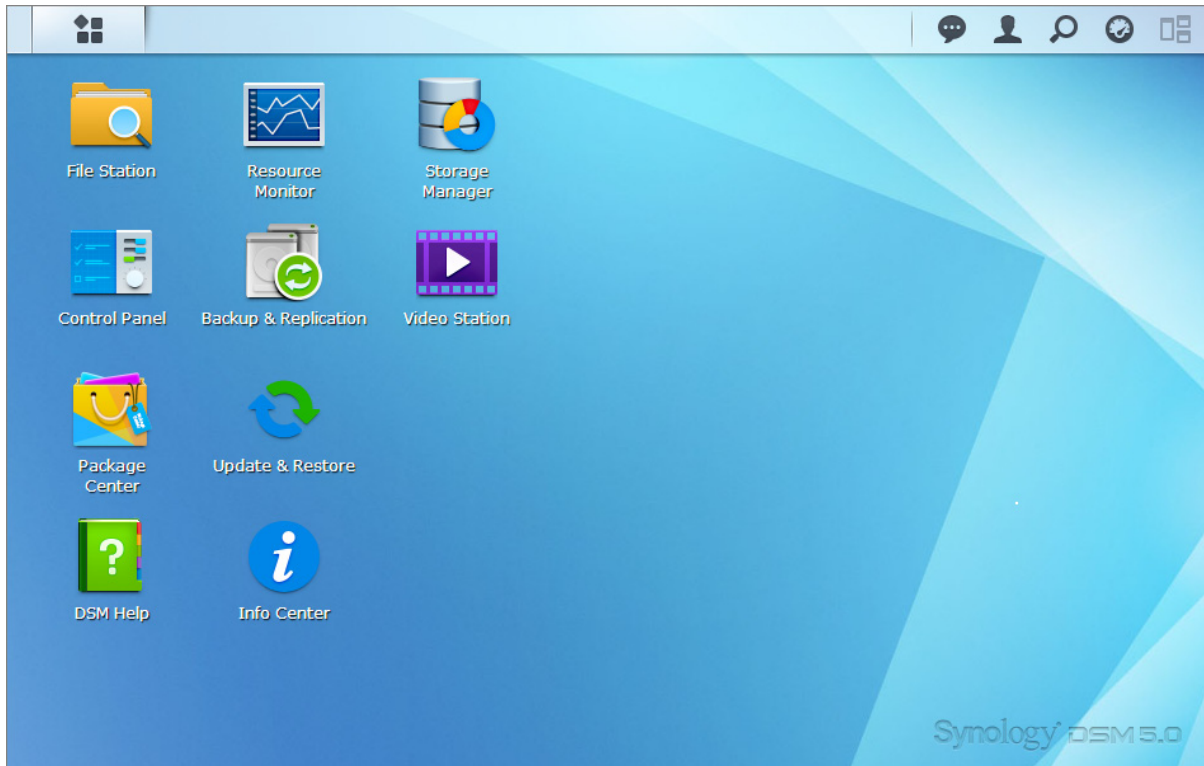 File Station
Resource
Monitor
Storage
Manager
Control Panel
Backup & Replication
Video Station
Package
Center
Update & Restore
DSM Help
Info Center
Synology DSM 5.0